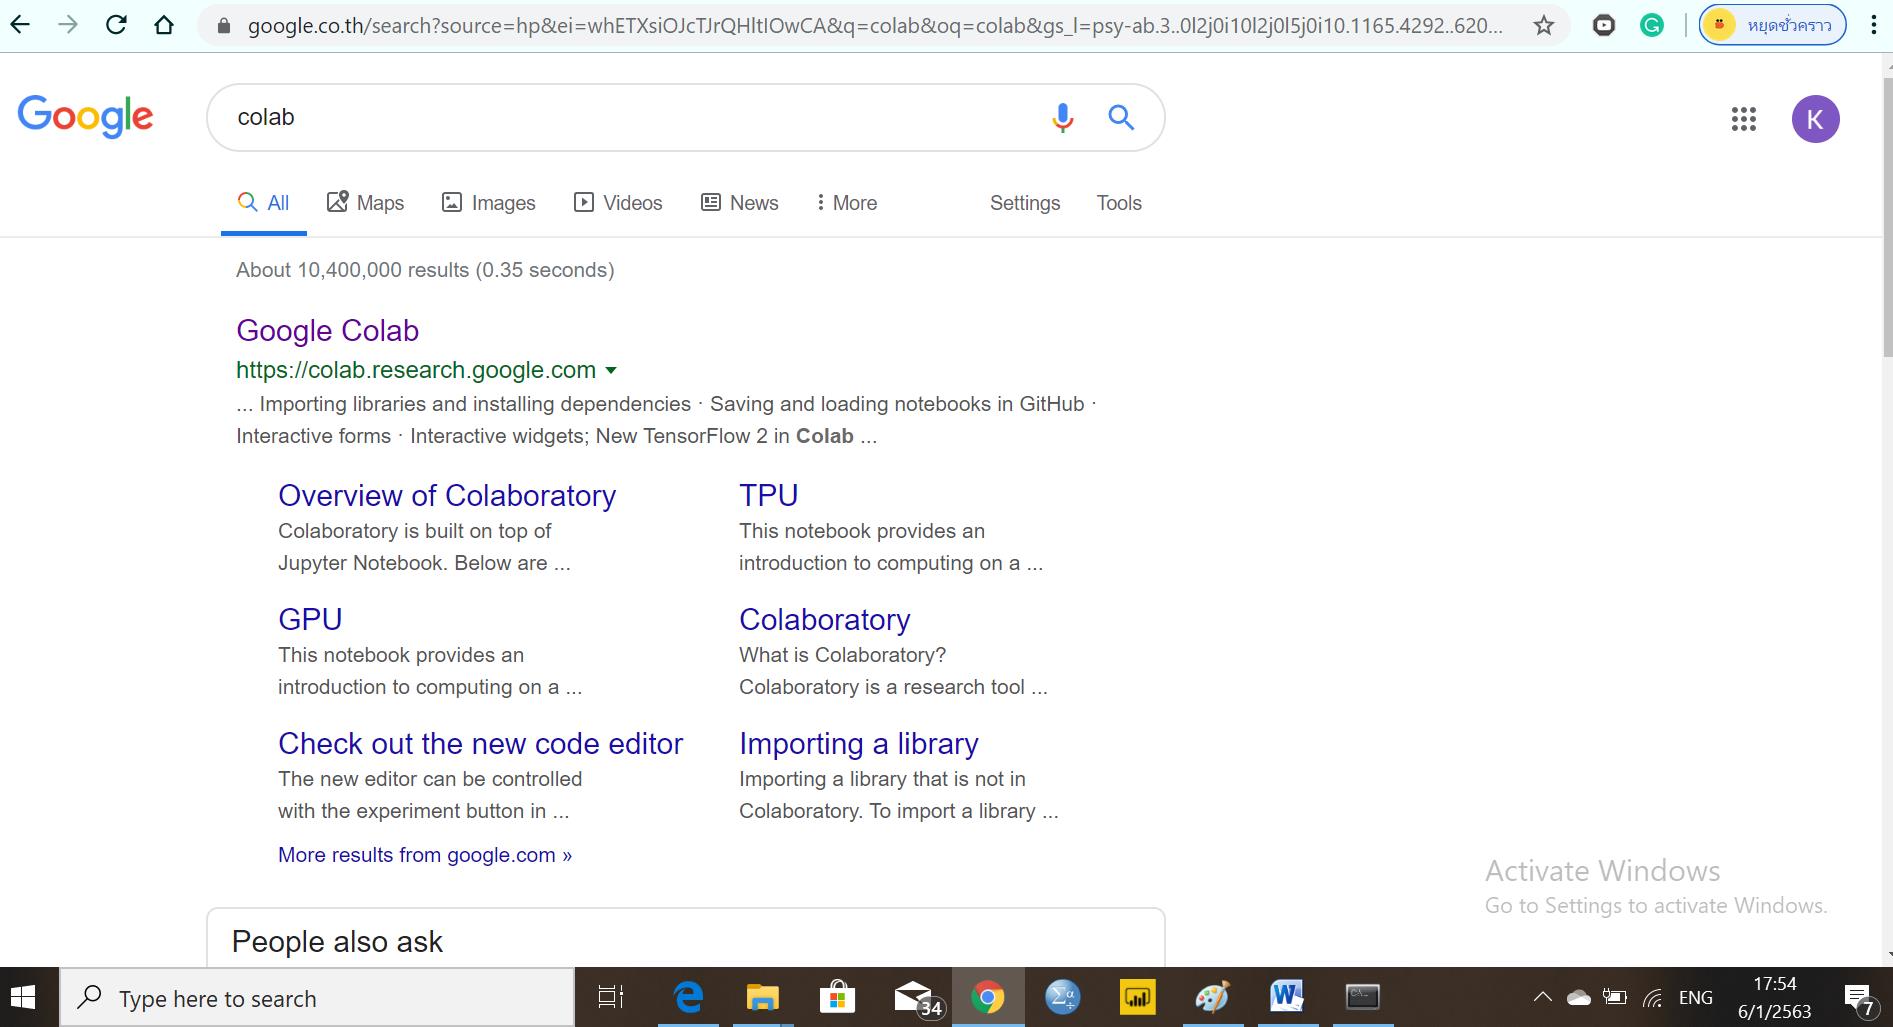 google.co.th/search?source=hp&ei=whETXsiOJcTJrQHltIOwCA&q=colab&oq=colab&gs_l=psy-ab.3..0l2j0i10l2j0l5j0i10.1165.4292..620...
หยุดชั่วคราว
Google
colab
K
All Maps Images Videos News More Settings Tools
About 10,400,000 results (0.35 seconds)
Google Colab
https://colab.research.google.com
... Importing libraries and installing dependencies · Saving and loading notebooks in GitHub ·
Interactive forms · Interactive widgets; New TensorFlow 2 in Colab ...
Overview of Colaboratory
Colaboratory is built on top of
Jupyter Notebook. Below are ...
TPU
This notebook provides an
introduction to computing on a ...
GPU
This notebook provides an
introduction to computing on a ...
Colaboratory
What is Colaboratory?
Colaboratory is a research tool ...
Check out the new code editor
The new editor can be controlled
with the experiment button in ...
Importing a library
Importing a library that is not in
Colaboratory. To import a library ...
More results from google.com »
Activate Windows
Go to Settings to activate Windows.
People also ask
Type here to search
34
ENG
17:54
6/1/2563
7